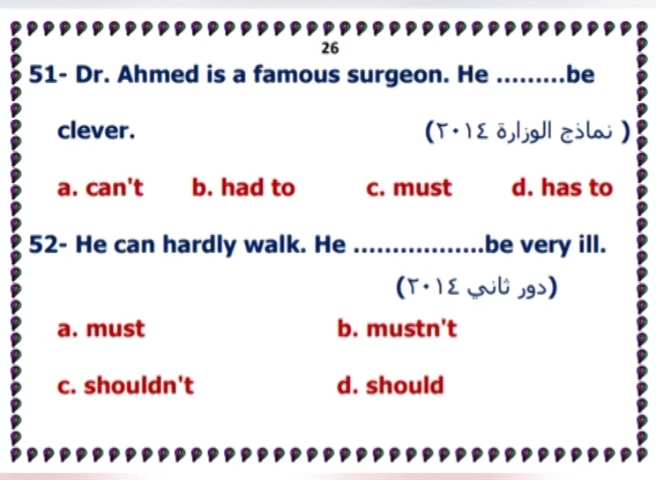 26
51- Dr. Ahmed is a famous surgeon. He .........be
clever. (نماذج الوزارة ٢٠١٤ )
a. can't b. had to c. must d. has to
52- He can hardly walk. He .................be very ill.
(دور ثاني ٢٠١٤)
a. must b. mustn't
c. shouldn't d. should